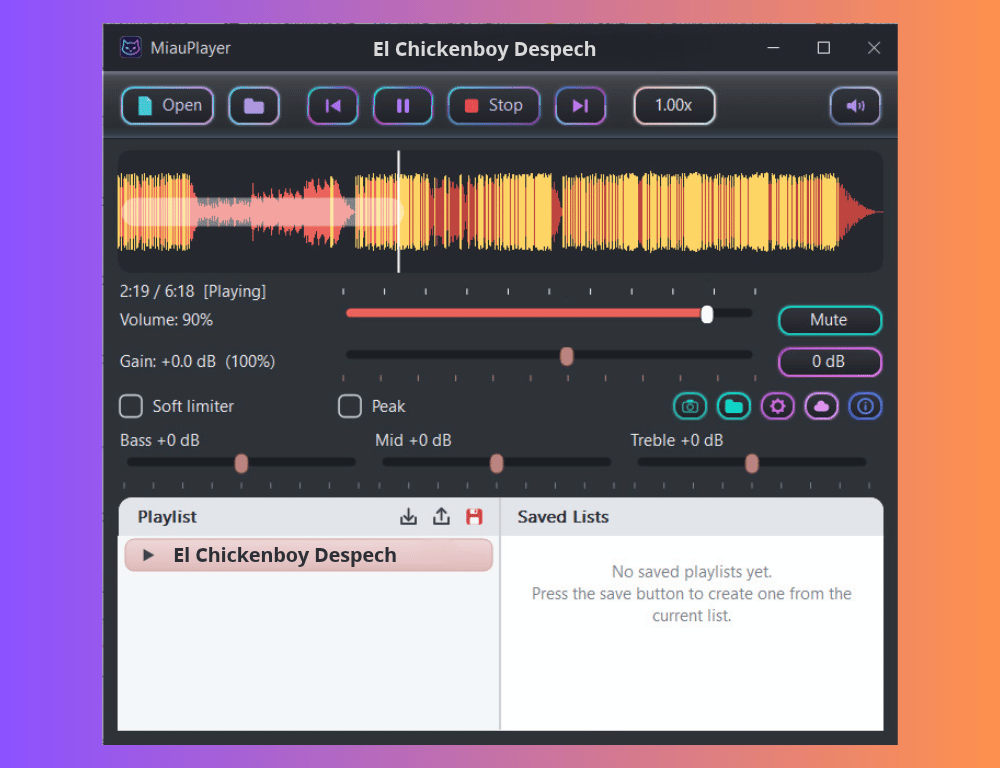 MiauPlayer
El Chickenboy Despech
Open
Stop
1.00x
2:19 / 6:18 [Playing]
Volume: 90%
Mute
Gain: +0.0 dB (100%)
0 dB
Soft limiter
Peak
Bass +0 dB
Mid +0 dB
Treble +0 dB
Playlist
Saved Lists
El Chickenboy Despech
No saved playlists yet.
Press the save button to create one from the
current list.